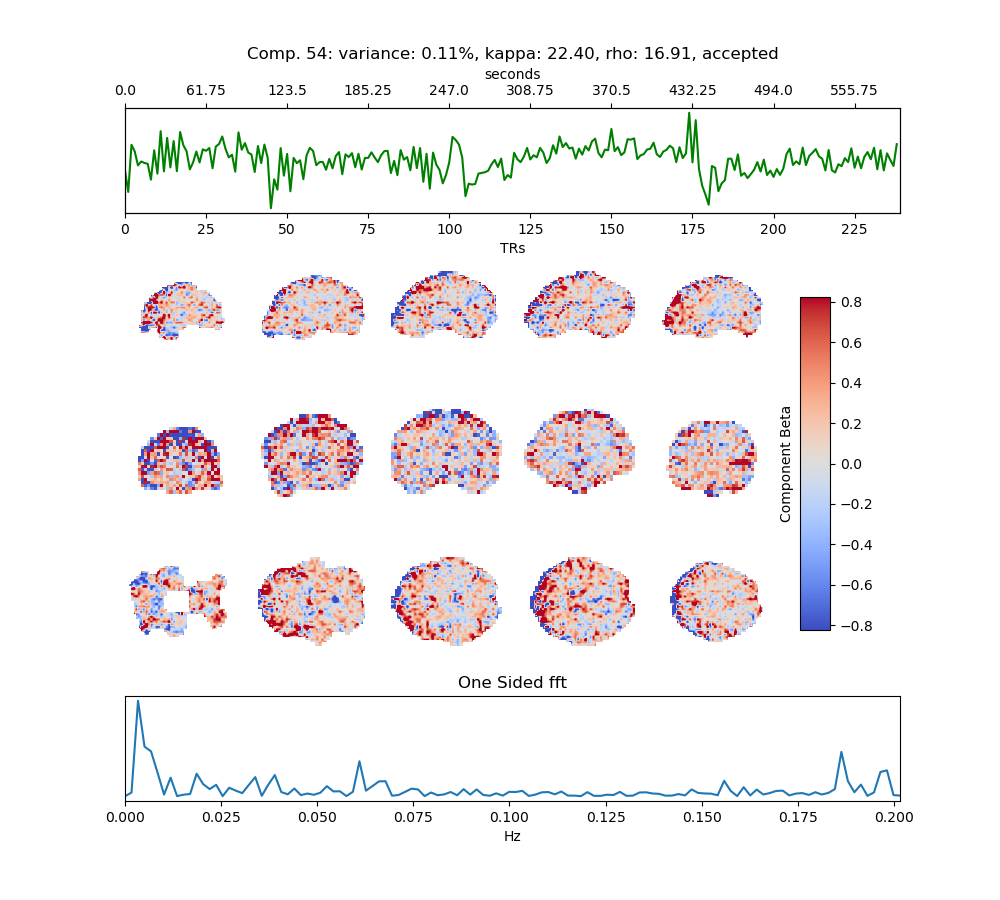 Comp. 54: variance: 0.11%, kappa: 22.40, rho: 16.91, accepted
seconds
0.0 61.75 123.5 185.25 247.0 308.75 370.5 432.25 494.0 555.75
0 25 50 75 100 125 150 175 200 225
TRs
0.8
0.6
0.4
0.2
0.0
−0.2
−0.4
−0.6
−0.8
Component Beta
One Sided fft
0.000 0.025 0.050 0.075 0.100 0.125 0.150 0.175 0.200
Hz